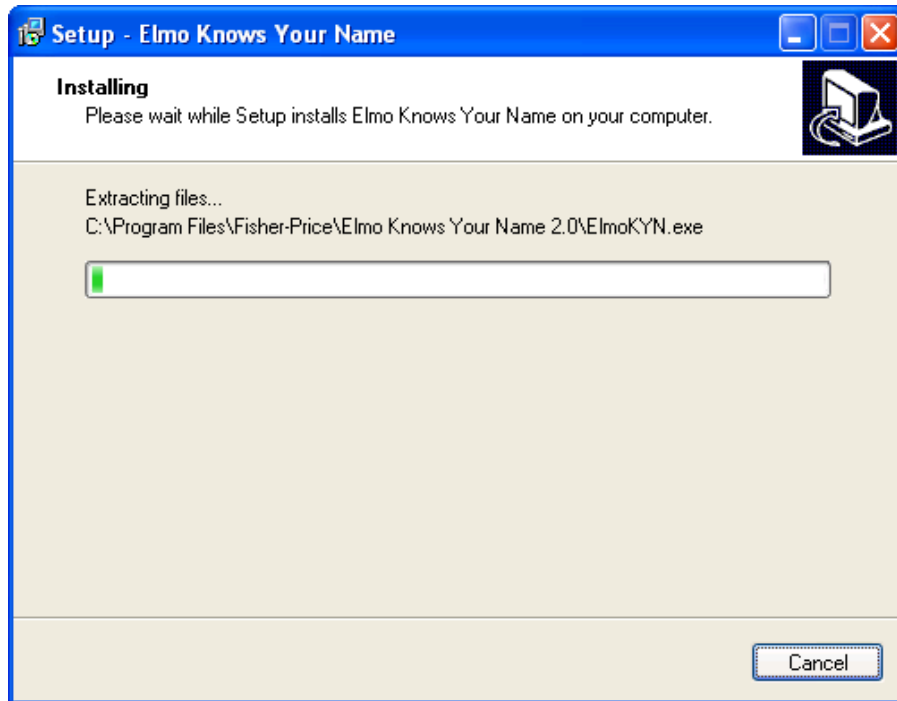 Setup - Elmo Knows Your Name
Installing
Please wait while Setup installs Elmo Knows Your Name on your computer.
Extracting files...
C:\Program Files\Fisher-Price\Elmo Knows Your Name 2.0\ElmoKYN.exe
Cancel